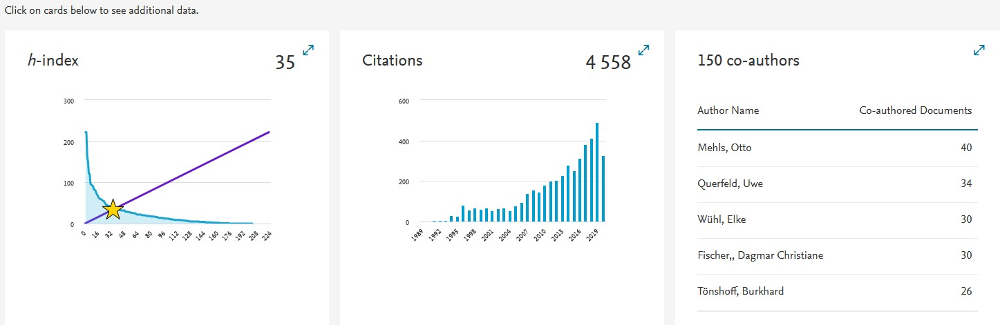 Click on cards below to see additional data.
h-index 35
300
200
100
0
0 16 32 48 64 80 96 112 128 144 160 176 192 208 224
Citations 4 558
600
400
200
0
1989 1992 1995 1998 2001 2004 2007 2010 2013 2016 2019
150 co-authors
Author Name Co-authored Documents
Mehls, Otto 40
Querfeld, Uwe 34
Wühl, Elke 30
Fischer,, Dagmar Christiane 30
Tönshoff, Burkhard 26